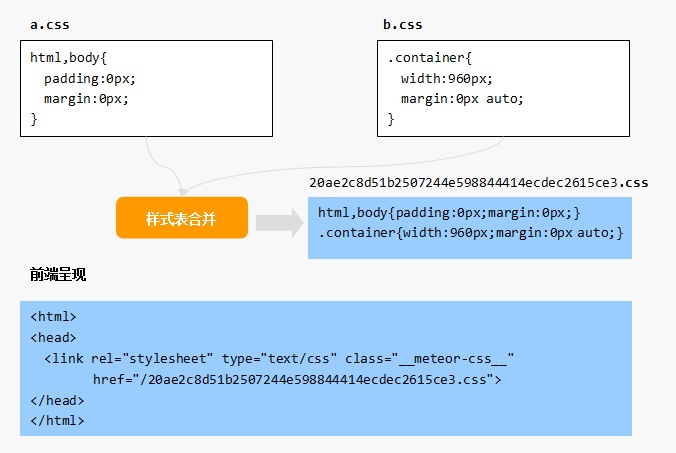 a.css
html,body{
  padding:0px;
  margin:0px;
}
b.css
.container{
  width:960px;
  margin:0px auto;
}
样式表合并
20ae2c8d51b2507244e598844414ecdec2615ce3.css
html,body{padding:0px;margin:0px;}
.container{width:960px;margin:0px auto;}
前端呈现
<html>
<head>
  <link rel="stylesheet" type="text/css" class="__meteor-css__"
        href="/20ae2c8d51b2507244e598844414ecdec2615ce3.css">
</head>
</html>